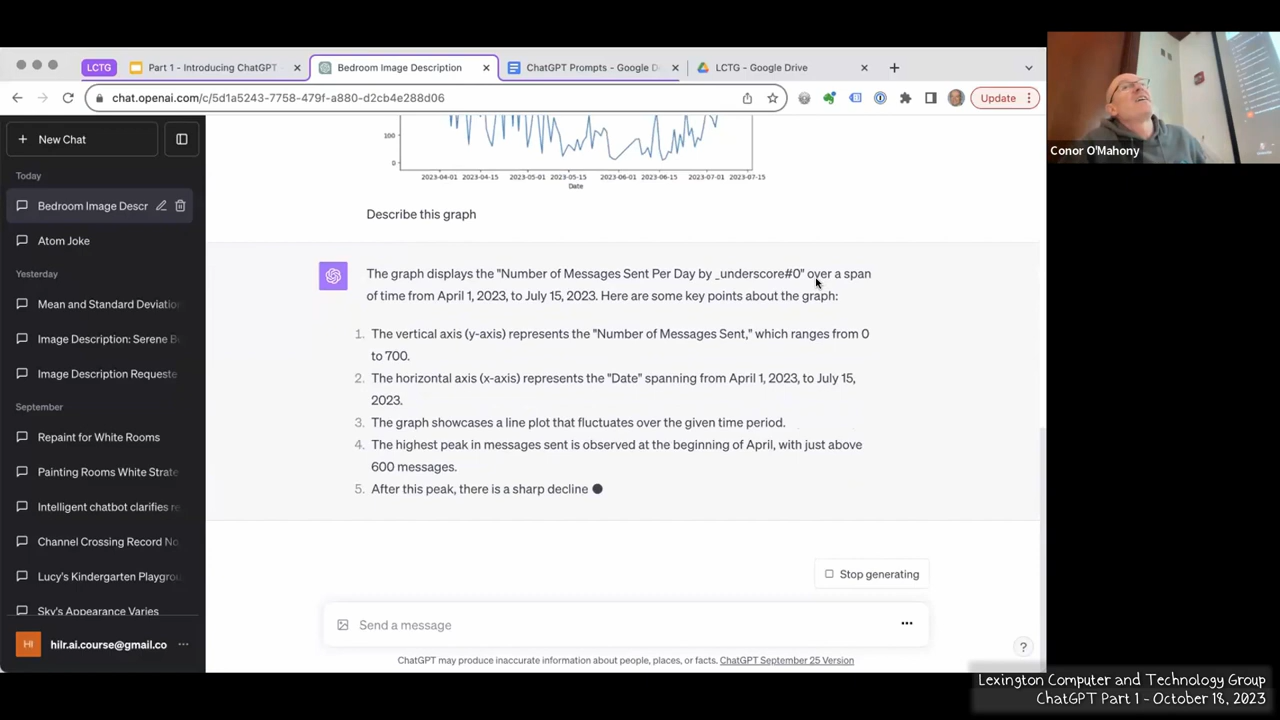 LCTG
Part 1 - Introducing ChatGPT -
Bedroom Image Description
ChatGPT Prompts - Google D
LCTG - Google Drive
chat.openai.com/c/5d1a5243-7758-479f-a880-d2cb4e288d06
Update
New Chat
Today
Bedroom Image Descr
Atom Joke
Yesterday
Mean and Standard Deviatio
Image Description: Serene B
Image Description Requeste
September
Repaint for White Rooms
Painting Rooms White Strate
Intelligent chatbot clarifies re
Channel Crossing Record No
Lucy's Kindergarten Playgrou
Sky's Appearance Varies
HI
hilr.ai.course@gmail.co
100
0
2023-04-01 2023-04-15 2023-05-01 2023-05-15 2023-06-01 2023-06-15 2023-07-01 2023-07-15
Date
Describe this graph
The graph displays the "Number of Messages Sent Per Day by _underscore#0" over a span
of time from April 1, 2023, to July 15, 2023. Here are some key points about the graph:
1. The vertical axis (y-axis) represents the "Number of Messages Sent," which ranges from 0
to 700.
2. The horizontal axis (x-axis) represents the "Date" spanning from April 1, 2023, to July 15,
2023.
3. The graph showcases a line plot that fluctuates over the given time period.
4. The highest peak in messages sent is observed at the beginning of April, with just above
600 messages.
5. After this peak, there is a sharp decline
Stop generating
Send a message
ChatGPT may produce inaccurate information about people, places, or facts. ChatGPT September 25 Version
?
Conor O'Mahony
Lexington Computer and Technology Group
ChatGPT Part 1 - October 18, 2023